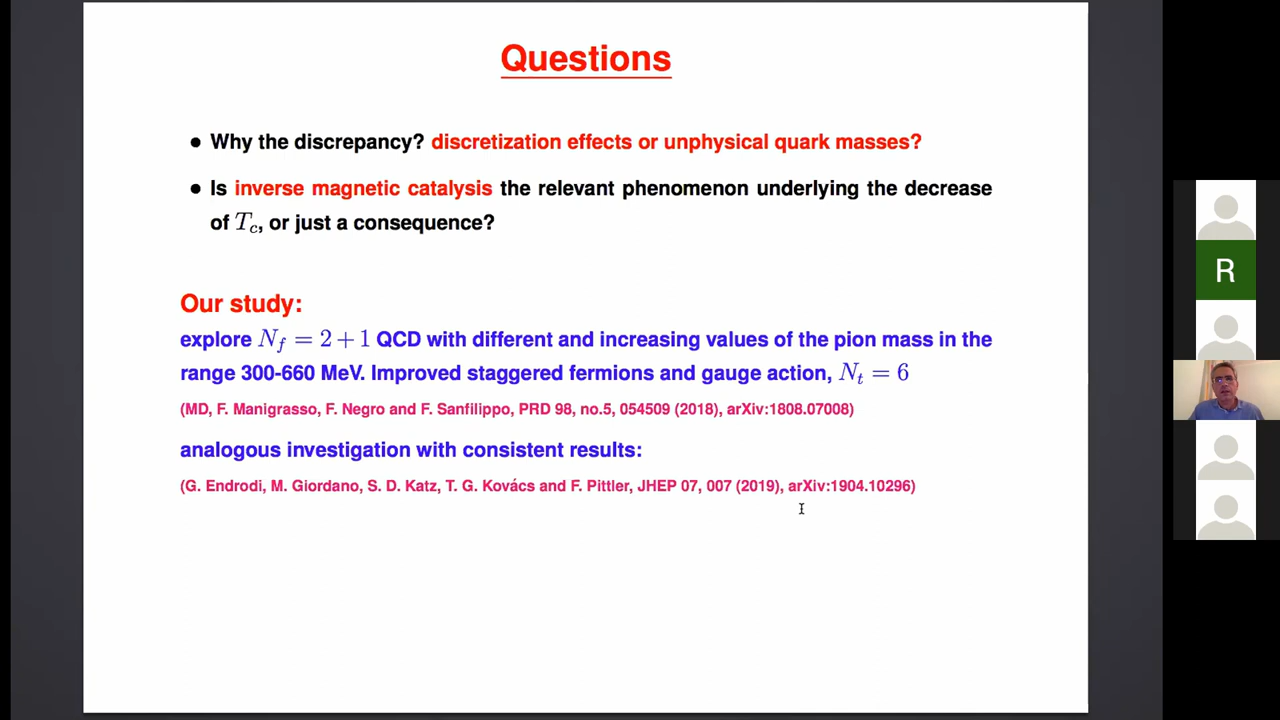 Questions
● Why the discrepancy? discretization effects or unphysical quark masses?
● Is inverse magnetic catalysis the relevant phenomenon underlying the decrease
of T_c, or just a consequence?
Our study:
explore N_f = 2 + 1 QCD with different and increasing values of the pion mass in the
range 300-660 MeV. Improved staggered fermions and gauge action, N_t = 6
(MD, F. Manigrasso, F. Negro and F. Sanfilippo, PRD 98, no.5, 054509 (2018), arXiv:1808.07008)
analogous investigation with consistent results:
(G. Endrodi, M. Giordano, S. D. Katz, T. G. Kovács and F. Pittler, JHEP 07, 007 (2019), arXiv:1904.10296)
R